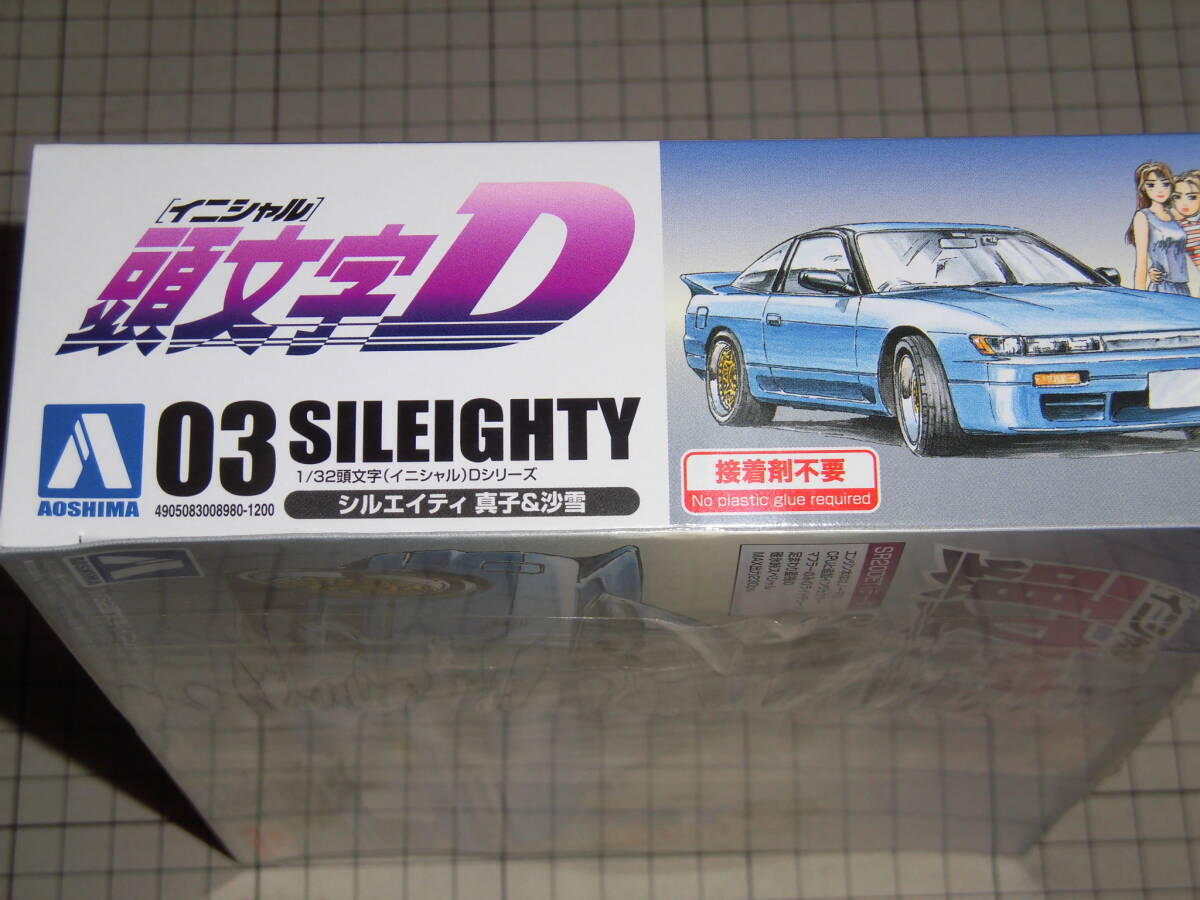 [イニシャル]
頭文字D
AOSHIMA
03 SILEIGHTY
1/32頭文字(イニシャル)Dシリーズ
シルエイティ 真子&沙雪
4905083008980-1200
接着剤不要
No plastic glue required